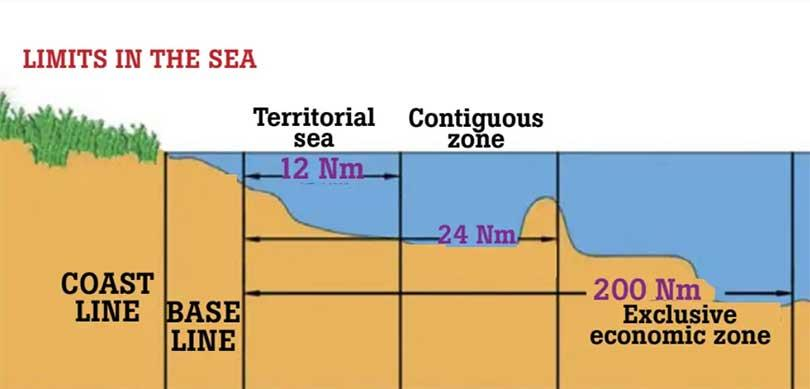 LIMITS IN THE SEA
Territorial
sea
Contiguous
zone
12 Nm
24 Nm
COAST
LINE
BASE
LINE
200 Nm
Exclusive
economic zone